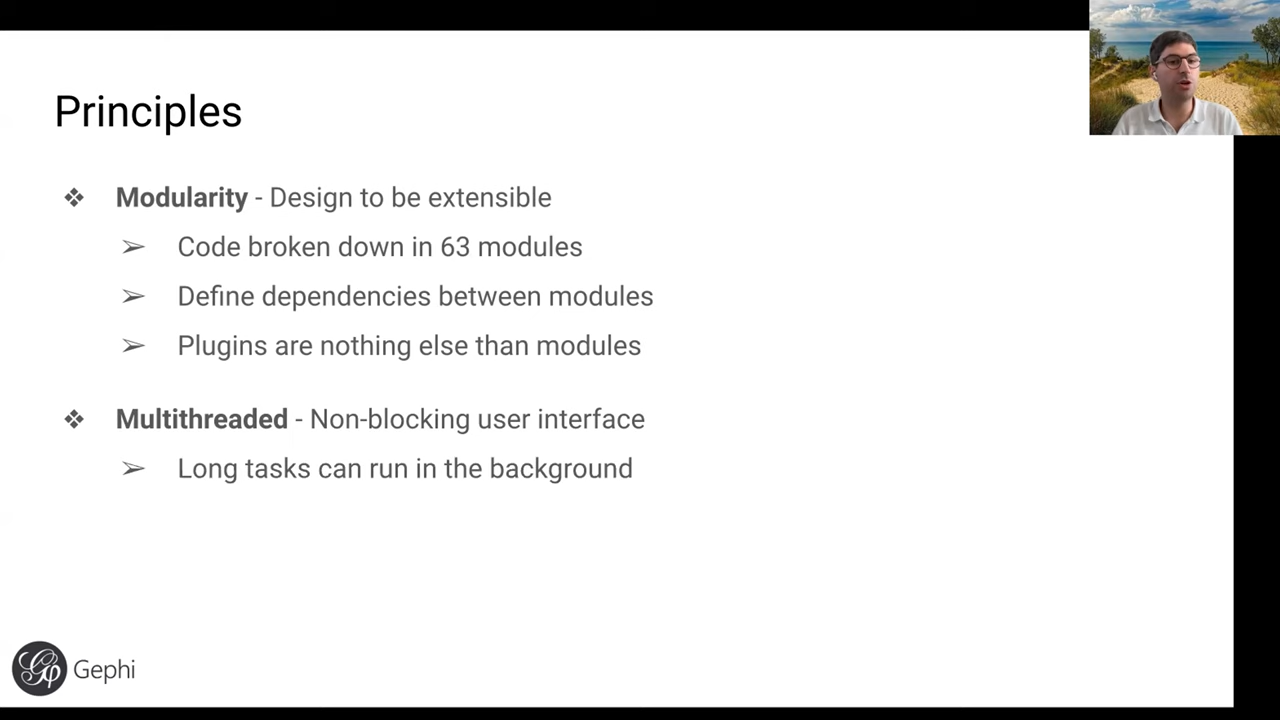 Principles
❖ Modularity - Design to be extensible
➢ Code broken down in 63 modules
➢ Define dependencies between modules
➢ Plugins are nothing else than modules
❖ Multithreaded - Non-blocking user interface
➢ Long tasks can run in the background
Gephi